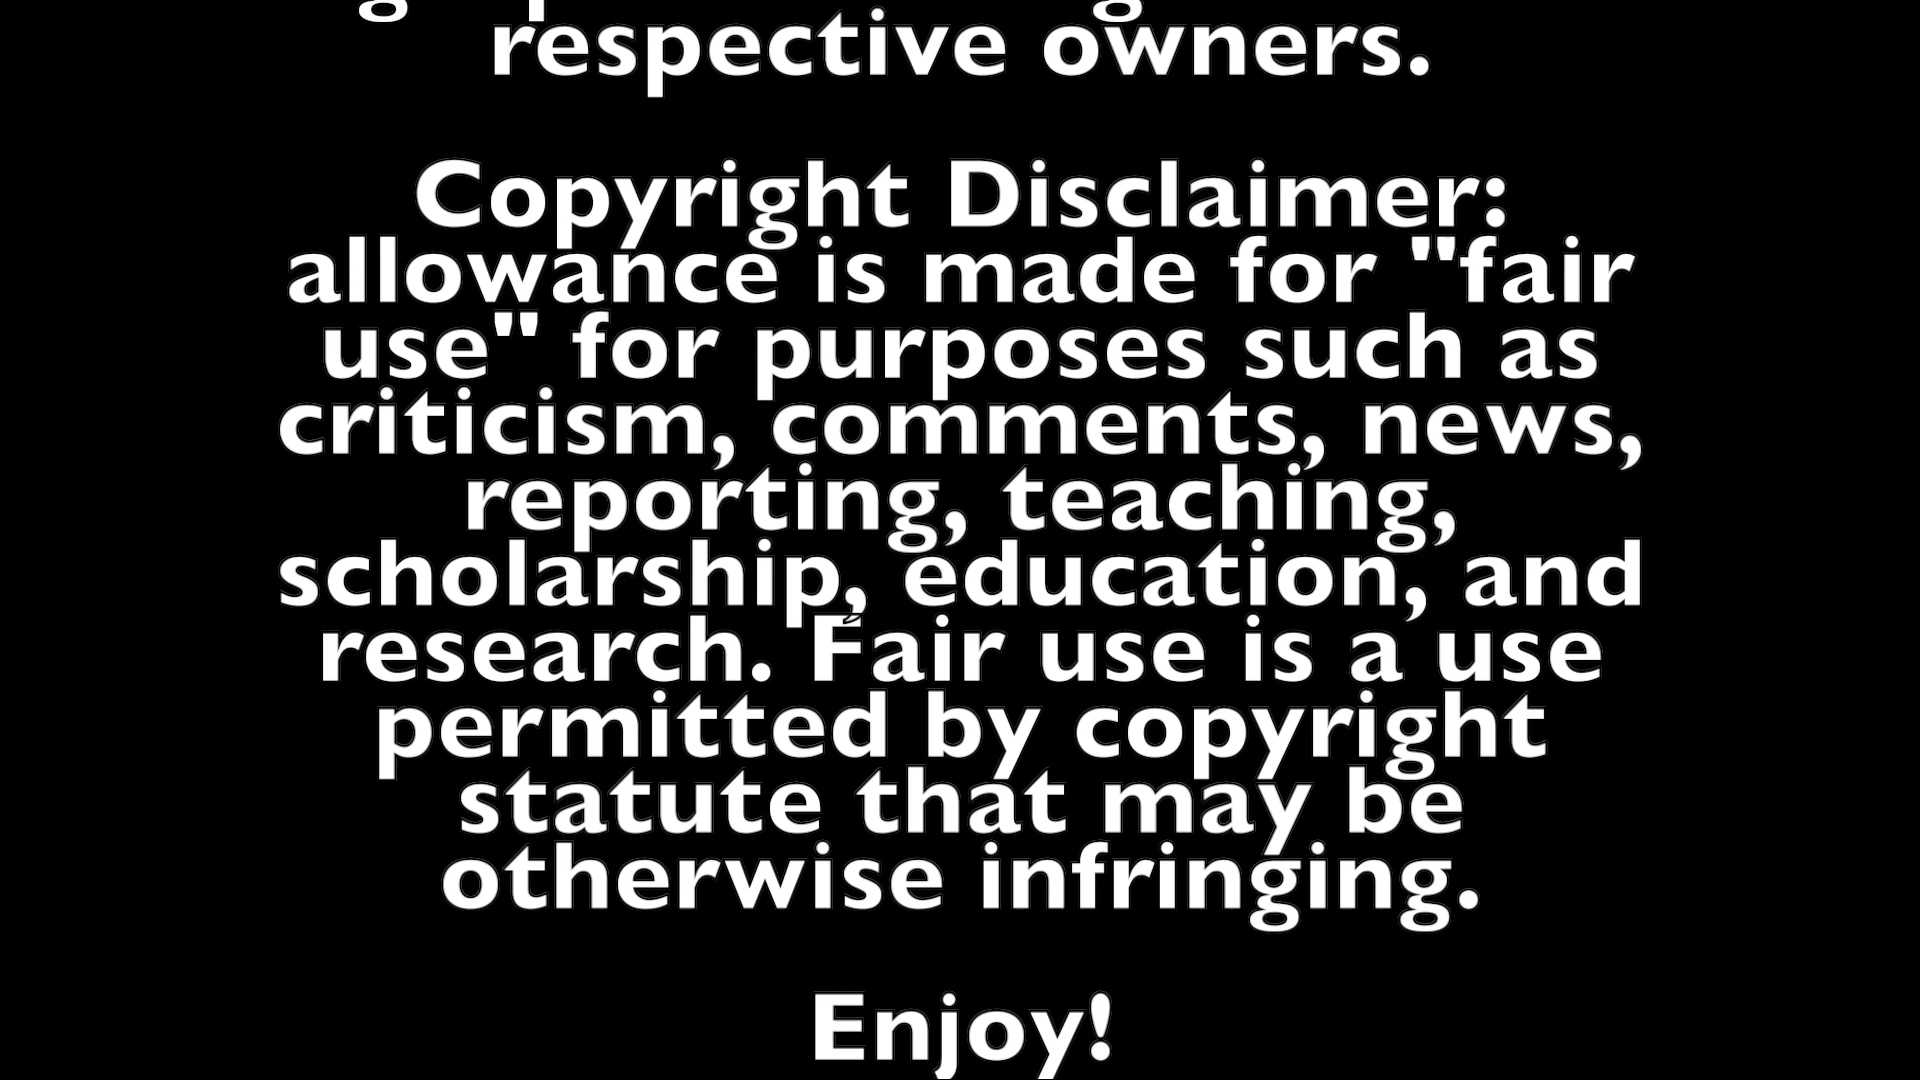 respective owners.
Copyright Disclaimer:
allowance is made for "fair
use" for purposes such as
criticism, comments, news,
reporting, teaching,
scholarship, education, and
research. Fair use is a use
permitted by copyright
statute that may be
otherwise infringing.
Enjoy!